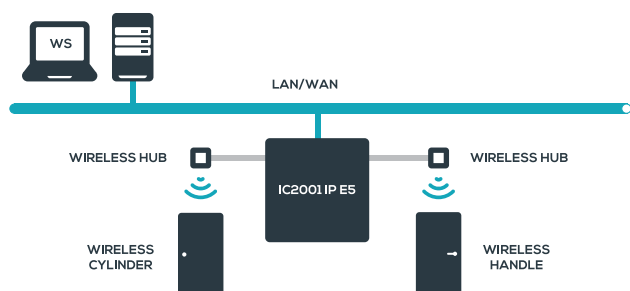 WS
LAN/WAN
WIRELESS HUB
IC2001 IP E5
WIRELESS HUB
WIRELESS
CYLINDER
WIRELESS
HANDLE